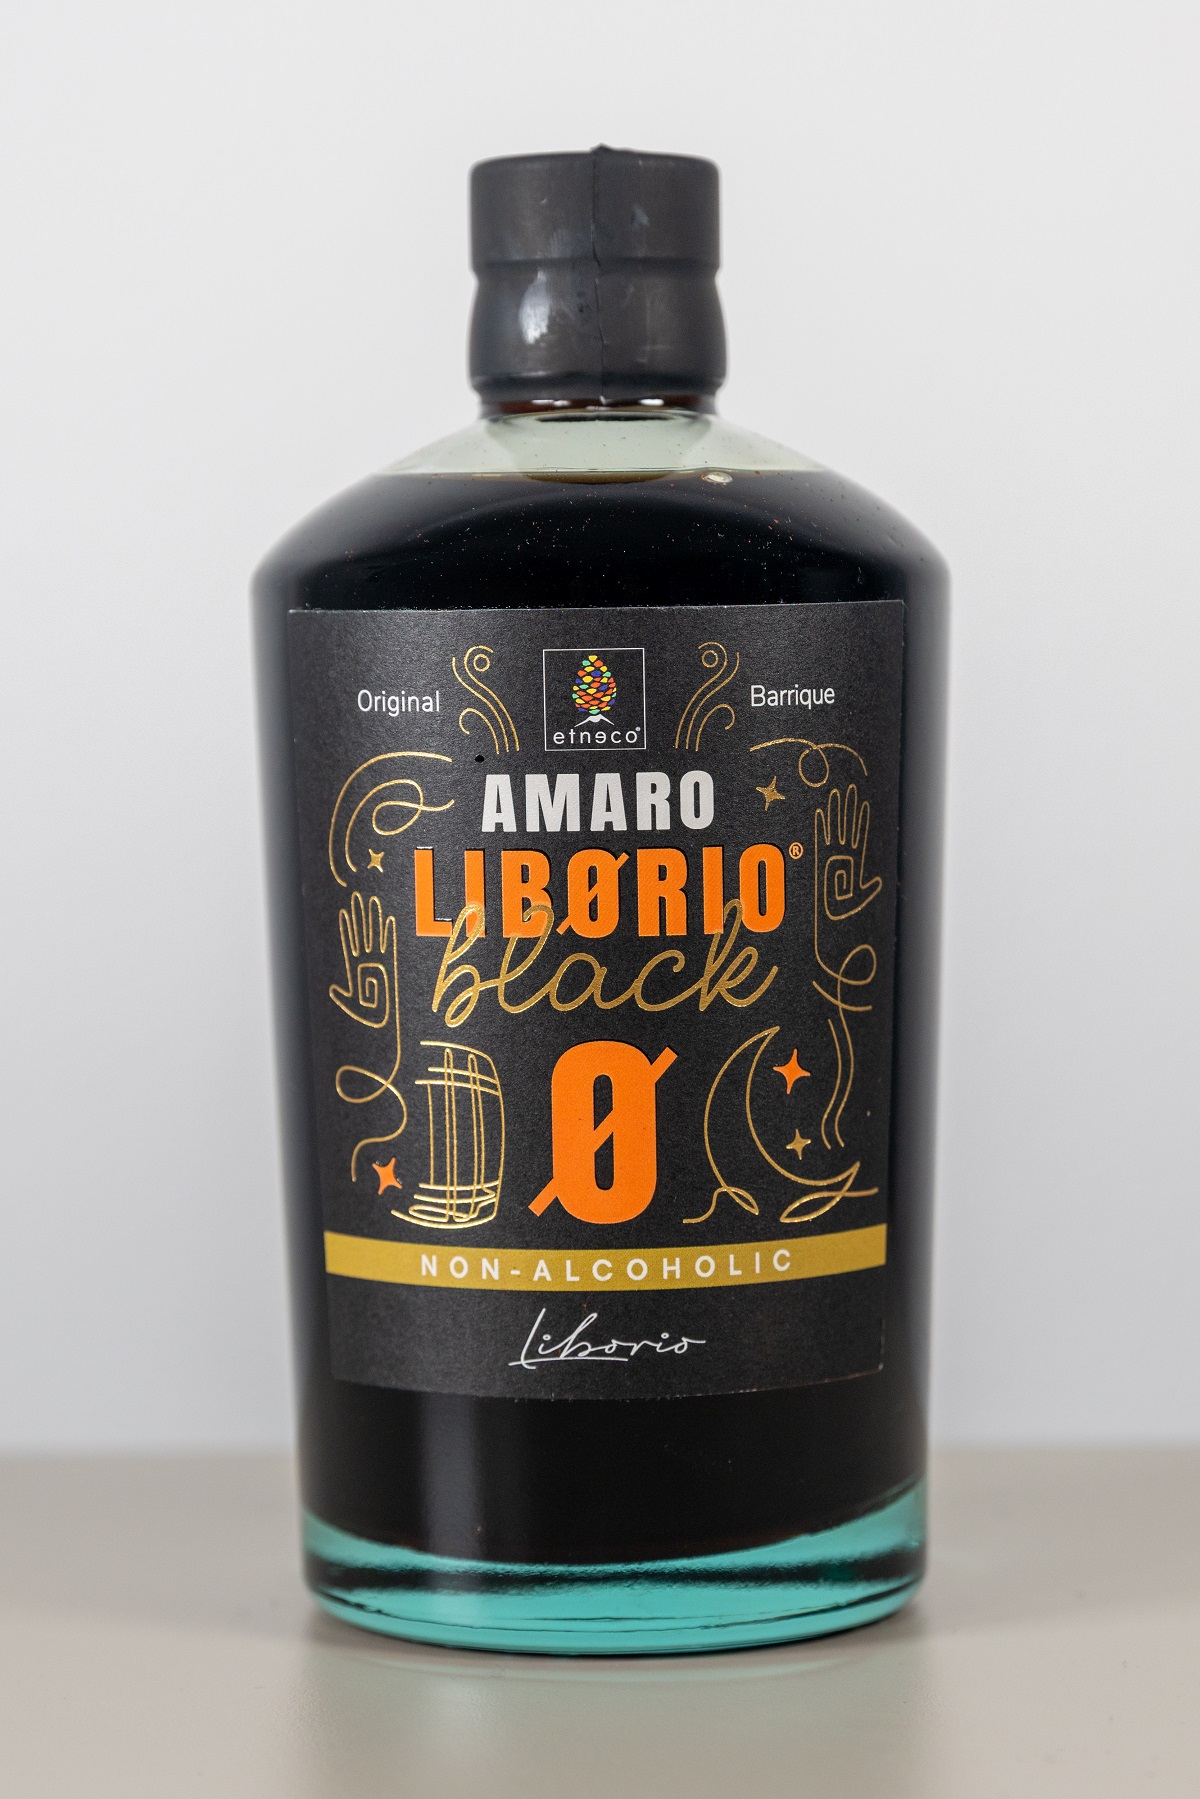 Original
Barrique
etneco®
AMARO
LIBØRIO®
black
Ø
NON-ALCOHOLIC
Liborio